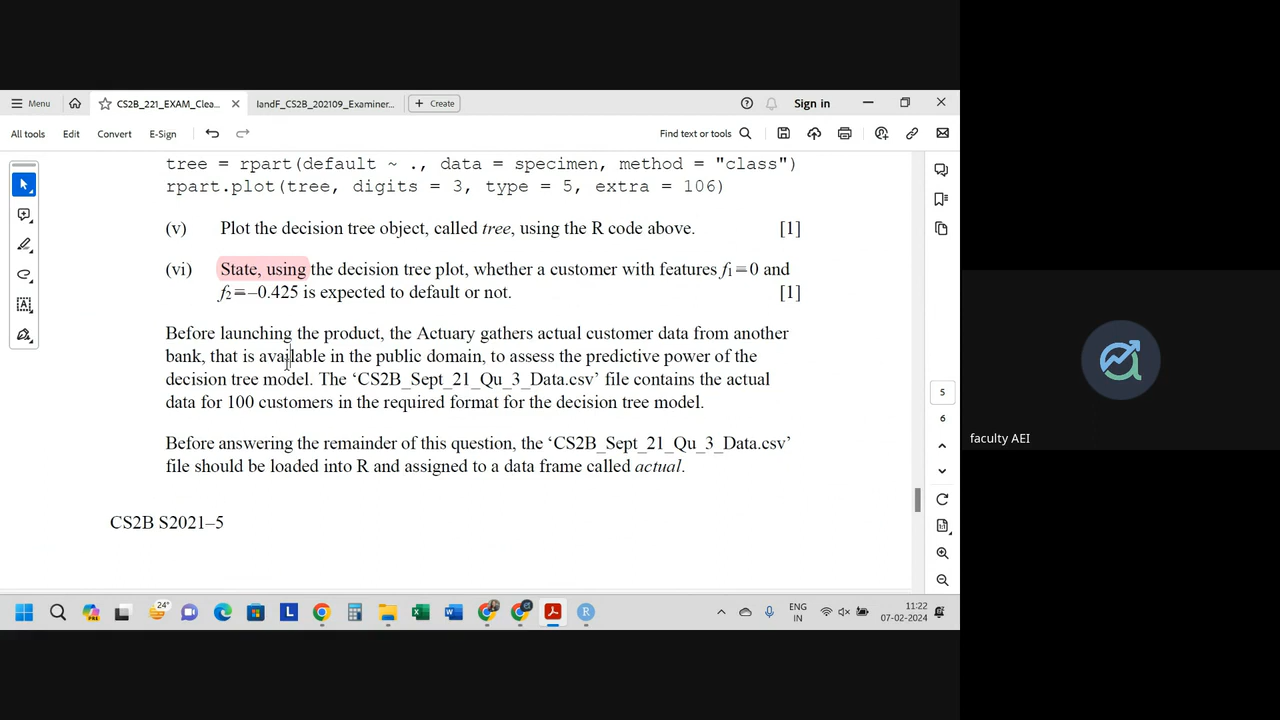 Menu
CS2B_221_EXAM_Clea...
IandF_CS2B_202109_Examiner...
Create
Sign in
All tools
Edit
Convert
E-Sign
Find text or tools
tree = rpart(default ~ ., data = specimen, method = "class")
rpart.plot(tree, digits = 3, type = 5, extra = 106)
(v) Plot the decision tree object, called tree, using the R code above. [1]
(vi) State, using the decision tree plot, whether a customer with features f1 = 0 and
f2 = –0.425 is expected to default or not. [1]
Before launching the product, the Actuary gathers actual customer data from another
bank, that is available in the public domain, to assess the predictive power of the
decision tree model. The ‘CS2B_Sept_21_Qu_3_Data.csv’ file contains the actual
data for 100 customers in the required format for the decision tree model.
Before answering the remainder of this question, the ‘CS2B_Sept_21_Qu_3_Data.csv’
file should be loaded into R and assigned to a data frame called actual.
CS2B S2021–5
5
6
faculty AEI
24°
ENG
IN
11:22
07-02-2024